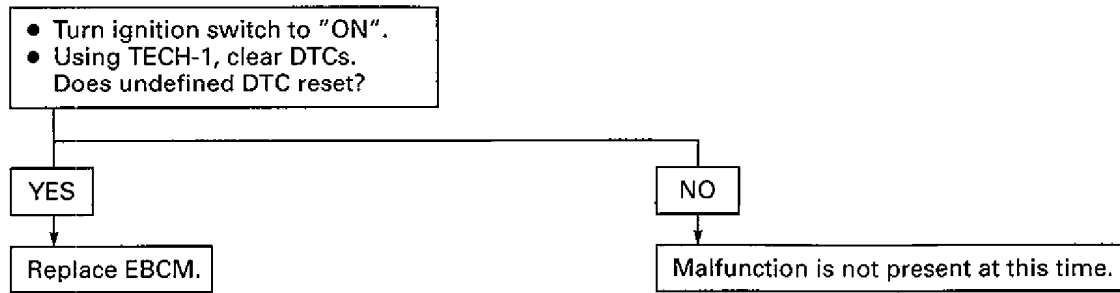 ● Turn ignition switch to "ON".
● Using TECH-1, clear DTCs.
Does undefined DTC reset?
YES
NO
Replace EBCM.
Malfunction is not present at this time.